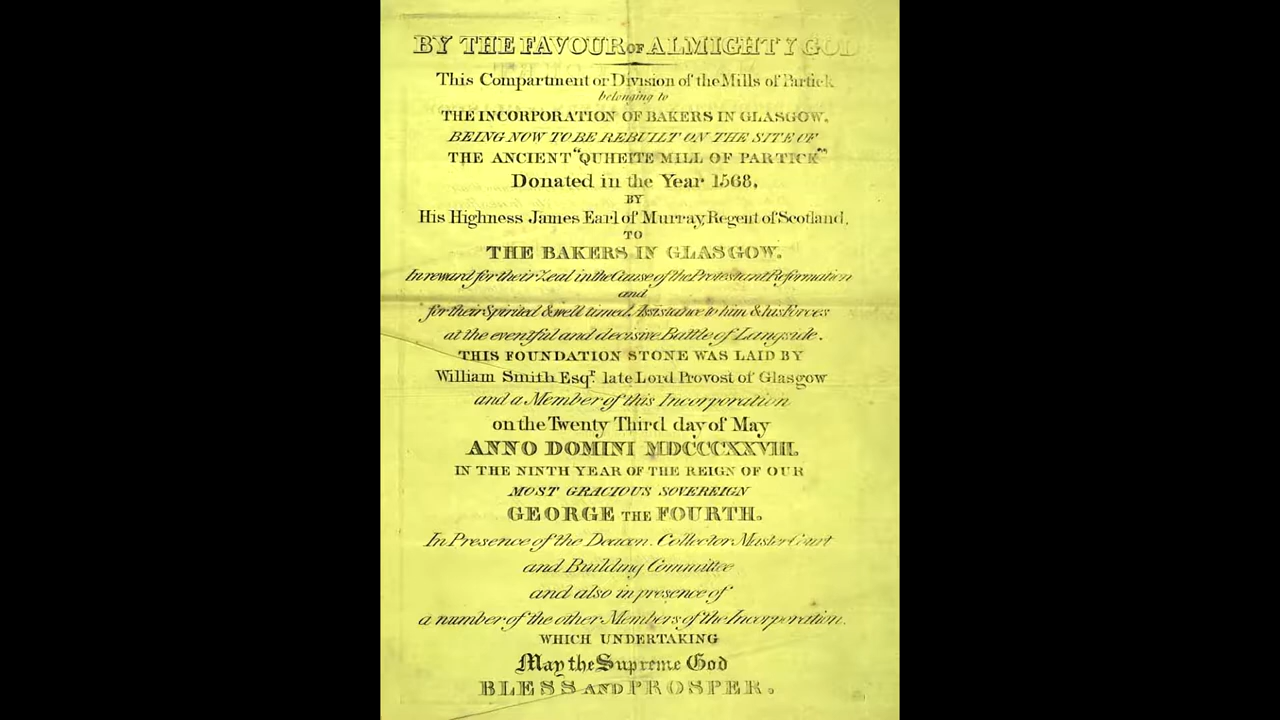 BY THE FAVOUR OF ALMIGHTY GOD
This Compartment or Division of the Mills of Partick
belonging to
THE INCORPORATION OF BAKERS IN GLASGOW.
BEING NOW TO BE REBUILT ON THE SITE OF
THE ANCIENT "QUHEITE MILL OF PARTICK"
Donated in the Year 1568,
BY
His Highness James Earl of Murray, Regent of Scotland,
TO
THE BAKERS IN GLASGOW.
In reward for their Zeal in the Cause of the Protestant Reformation
and
for their Spirited & well timed Assistance to him & his Forces
at the eventful and decisive Battle of Langside.
THIS FOUNDATION STONE WAS LAID BY
William Smith Esqr. late Lord Provost of Glasgow
and a Member of this Incorporation
on the Twenty Third day of May
ANNO DOMINI MDCCCXXVIII.
IN THE NINTH YEAR OF THE REIGN OF OUR
MOST GRACIOUS SOVEREIGN
GEORGE THE FOURTH.
In Presence of the Deacon, Collector Master Court
and Building Committee
and also in presence of
a number of the other Members of the Incorporation.
WHICH UNDERTAKING
May the Supreme God
BLESS AND PROSPER.